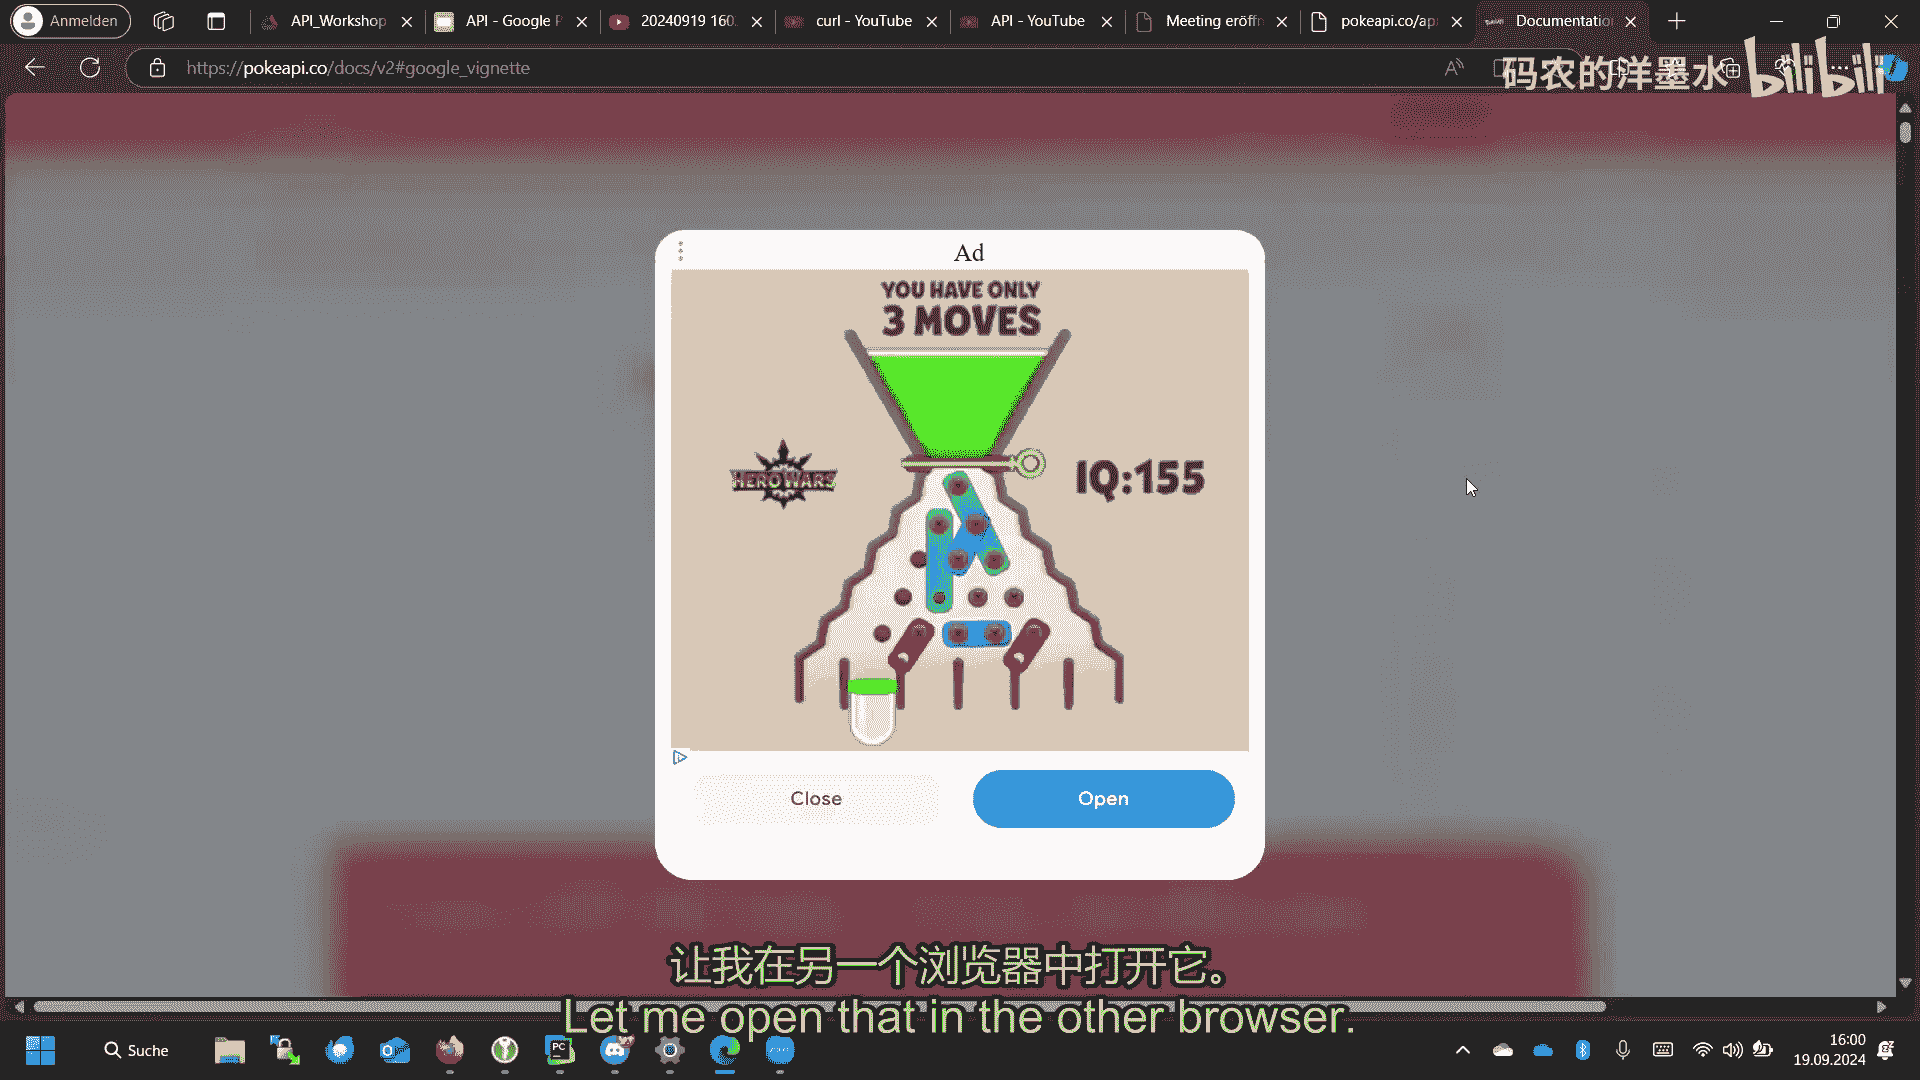 Anmelden
API_Workshop
API - Google P
20240919 160
curl - YouTube
API - YouTube
Meeting eröffn
pokeapi.co/ap
Documentatio
https://pokeapi.co/docs/v2#google_vignette
码农的洋墨水 bilibili
Ad
YOU HAVE ONLY
3 MOVES
HERO WARS
IQ:155
Close
Open
让我在另一个浏览器中打开它。
Let me open that in the other browser.
Suche
PC
16:00
19.09.2024